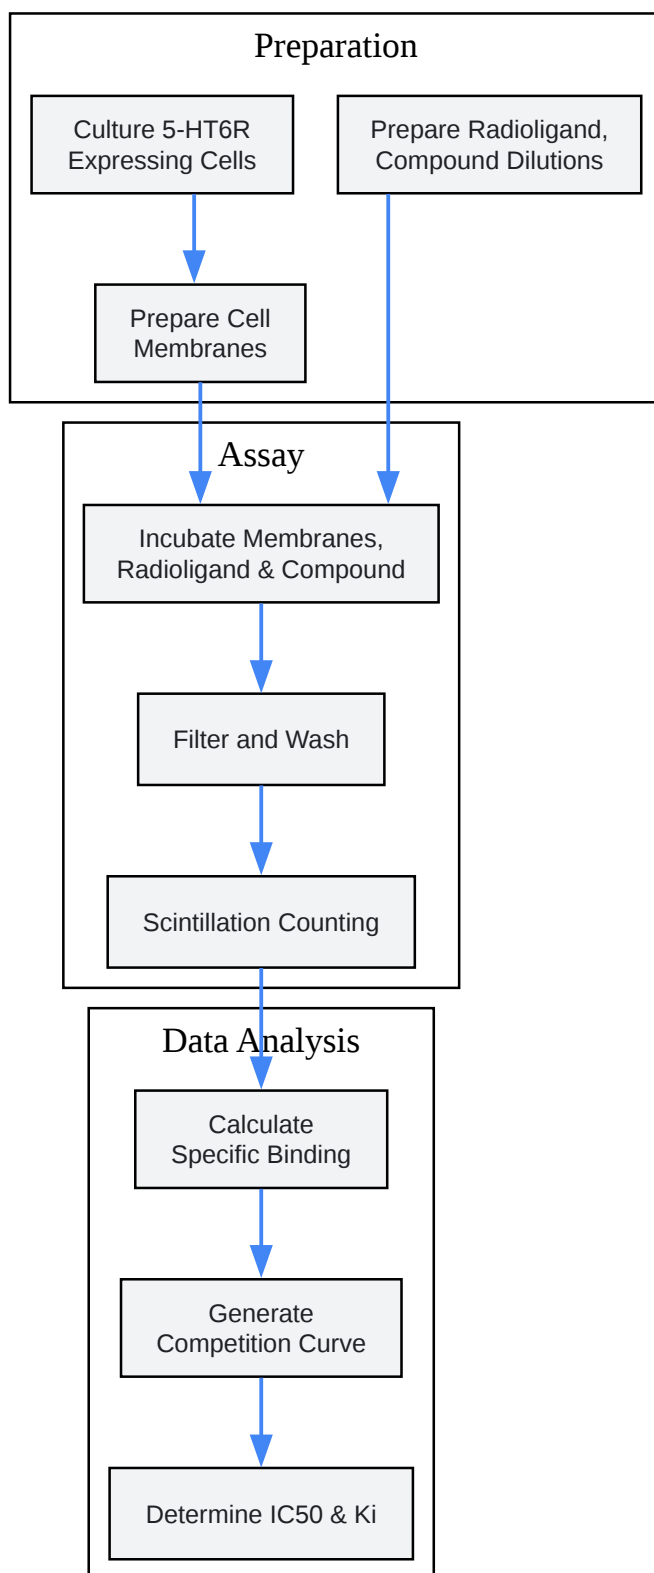 Preparation
Culture 5-HT6R
Expressing Cells
Prepare Radioligand,
Compound Dilutions
Prepare Cell
Membranes
Assay
Incubate Membranes,
Radioligand & Compound
Filter and Wash
Scintillation Counting
Data Analysis
Calculate
Specific Binding
Generate
Competition Curve
Determine IC50 & Ki